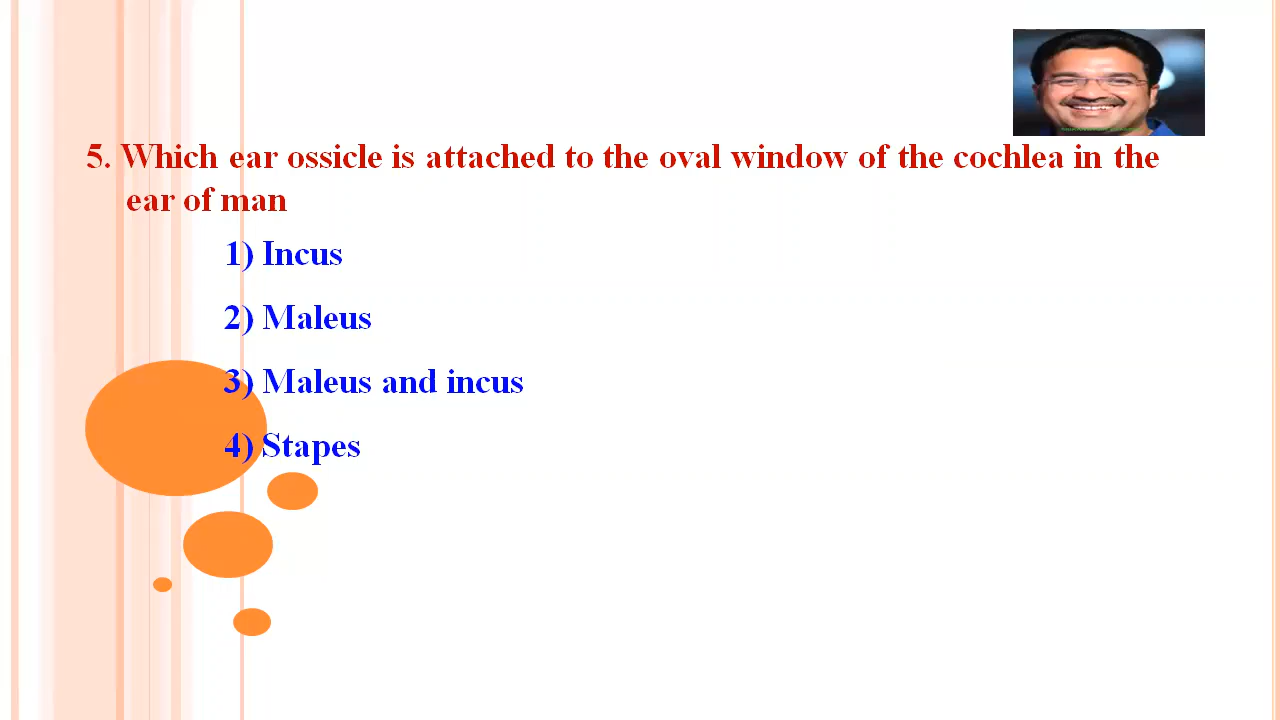 5. Which ear ossicle is attached to the oval window of the cochlea in the
ear of man
1) Incus
2) Maleus
3) Maleus and incus
4) Stapes